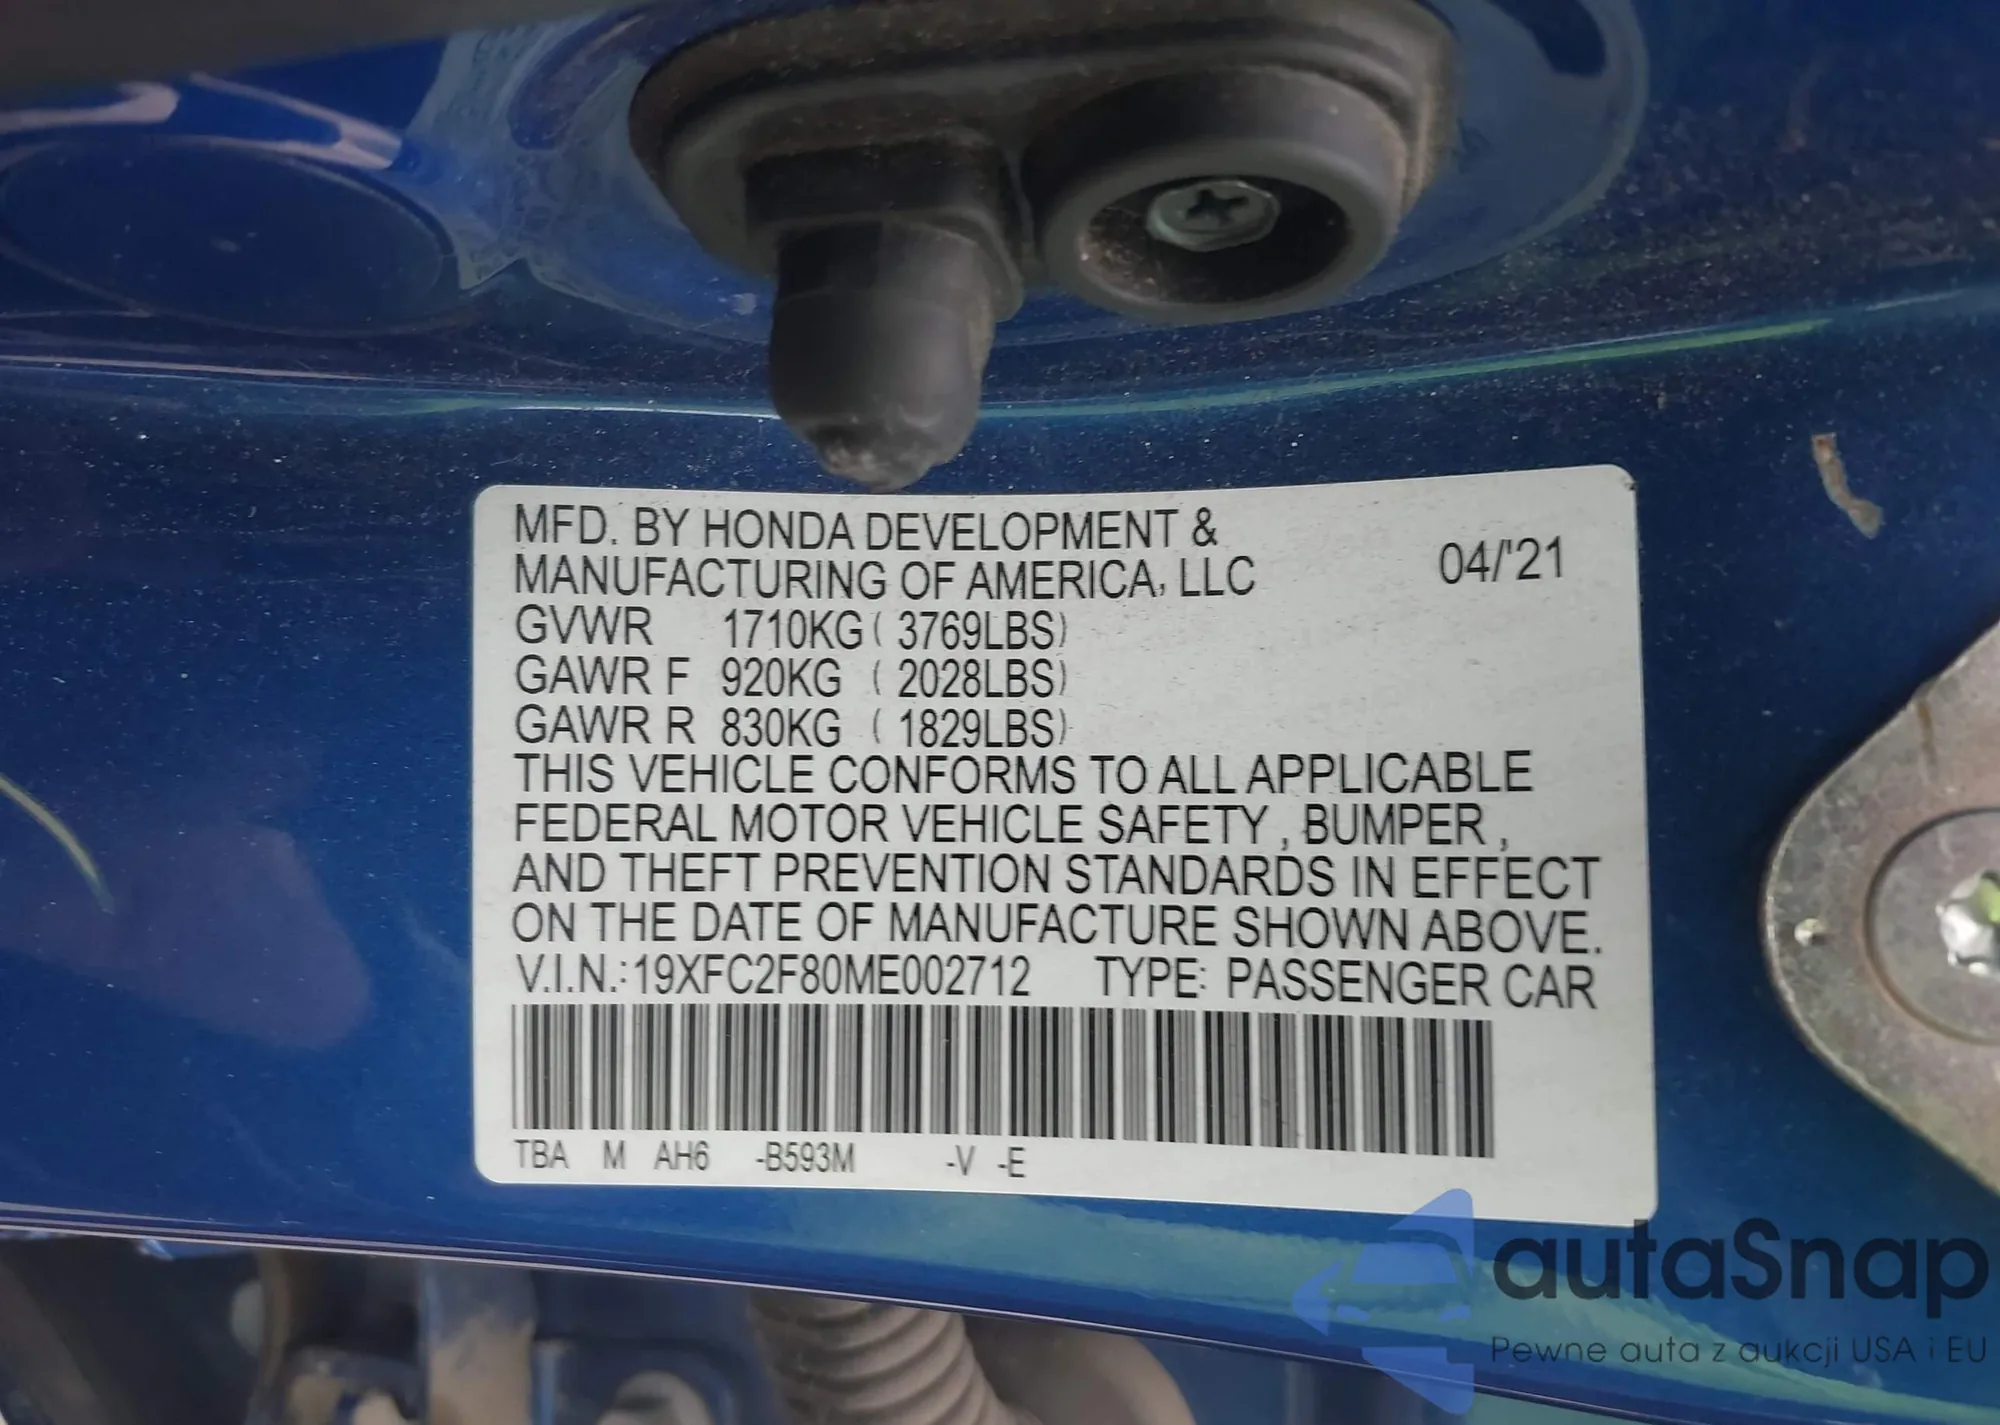 MFD. BY HONDA DEVELOPMENT &
MANUFACTURING OF AMERICA, LLC 04/'21
GVWR 1710KG ( 3769LBS)
GAWR F 920KG ( 2028LBS)
GAWR R 830KG ( 1829LBS)
THIS VEHICLE CONFORMS TO ALL APPLICABLE
FEDERAL MOTOR VEHICLE SAFETY , BUMPER ,
AND THEFT PREVENTION STANDARDS IN EFFECT
ON THE DATE OF MANUFACTURE SHOWN ABOVE.
V.I.N.:19XFC2F80ME002712 TYPE: PASSENGER CAR
TBA M AH6 -B593M -V -E
autaSnap
Pewne auta z aukcji USA i EU